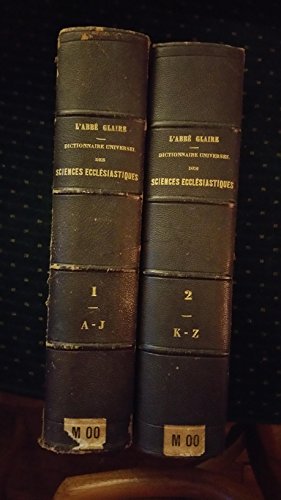 L'ABBÉ GLAIRE
DICTIONNAIRE UNIVERSEL
DES
SCIENCES ECCLÉSIASTIQUES
1
A-J
M 00
L'ABBÉ GLAIRE
DICTIONNAIRE UNIVERSEL
DES
SCIENCES ECCLÉSIASTIQUES
2
K-Z
M 00